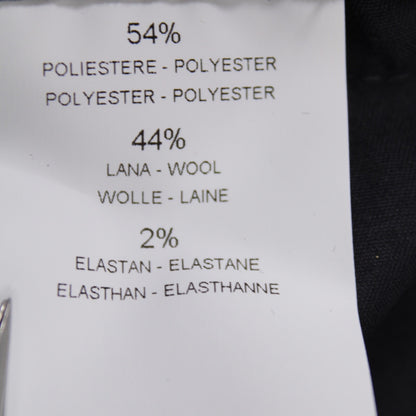 54%
POLIESTERE - POLYESTER
POLYESTER - POLYESTER
44%
LANA - WOOL
WOLLE - LAINE
2%
ELASTAN - ELASTANE
ELASTHAN - ELASTHANNE